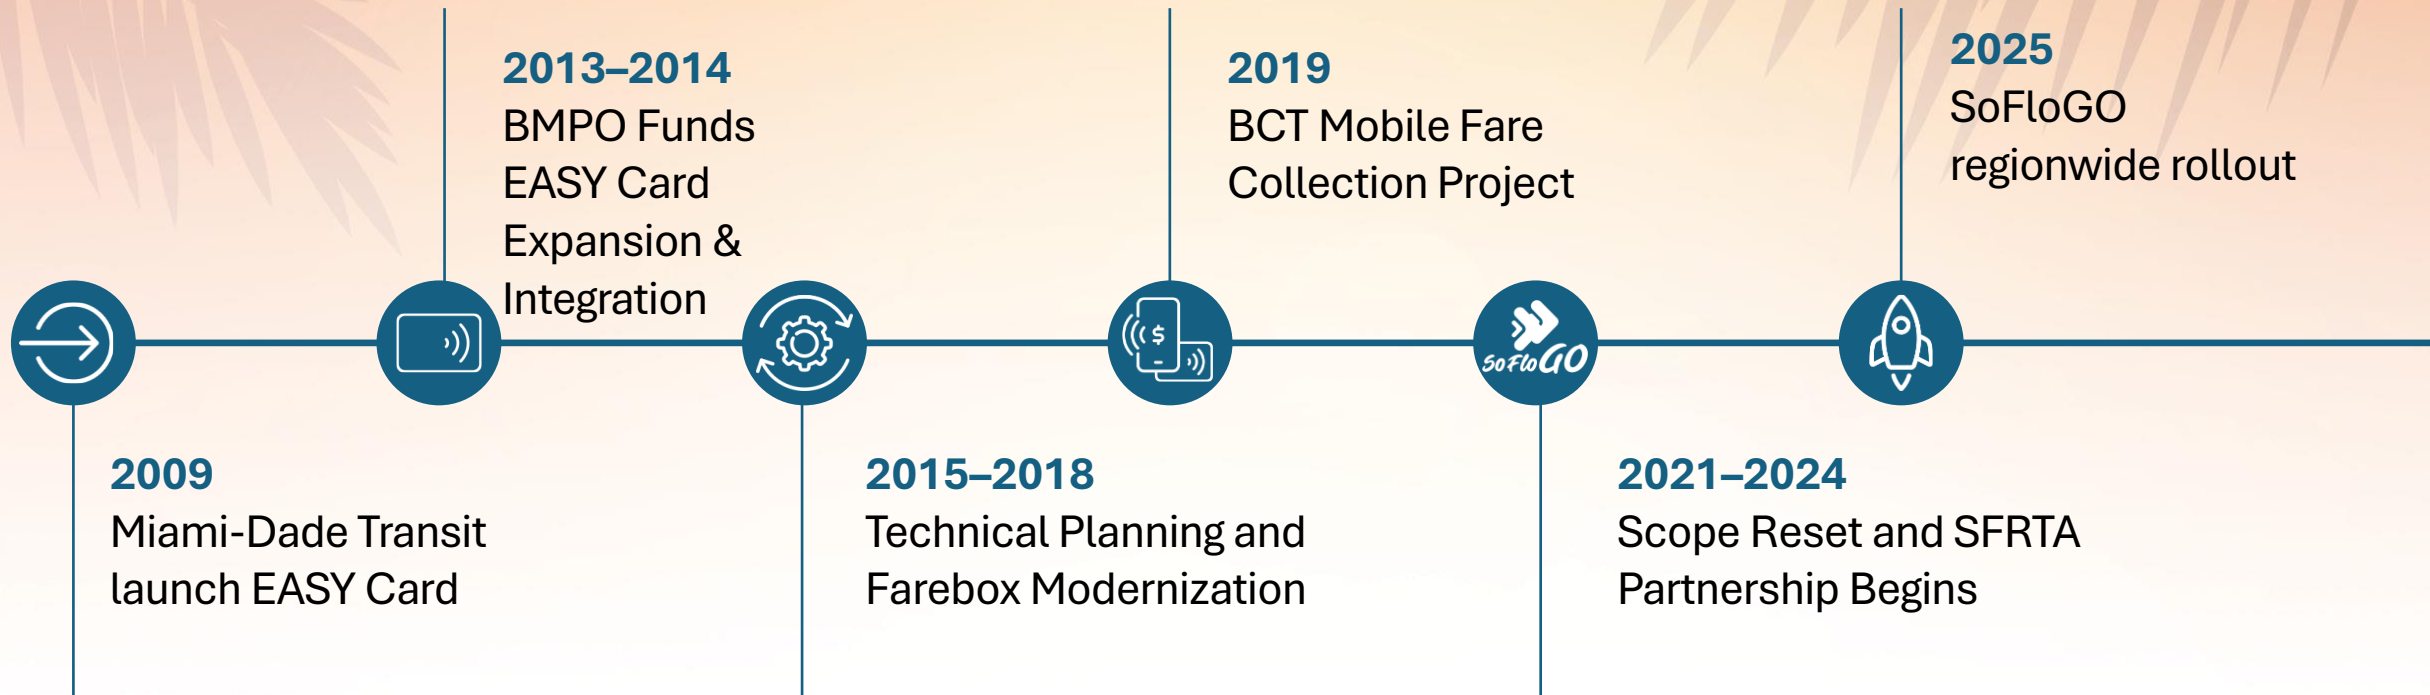 2009
Miami-Dade Transit
launch EASY Card
2013–2014
BMPO Funds
EASY Card
Expansion &
Integration
2015–2018
Technical Planning and
Farebox Modernization
2019
BCT Mobile Fare
Collection Project
$
SoFloGO
2021–2024
Scope Reset and SFRTA
Partnership Begins
2025
SoFloGO
regionwide rollout